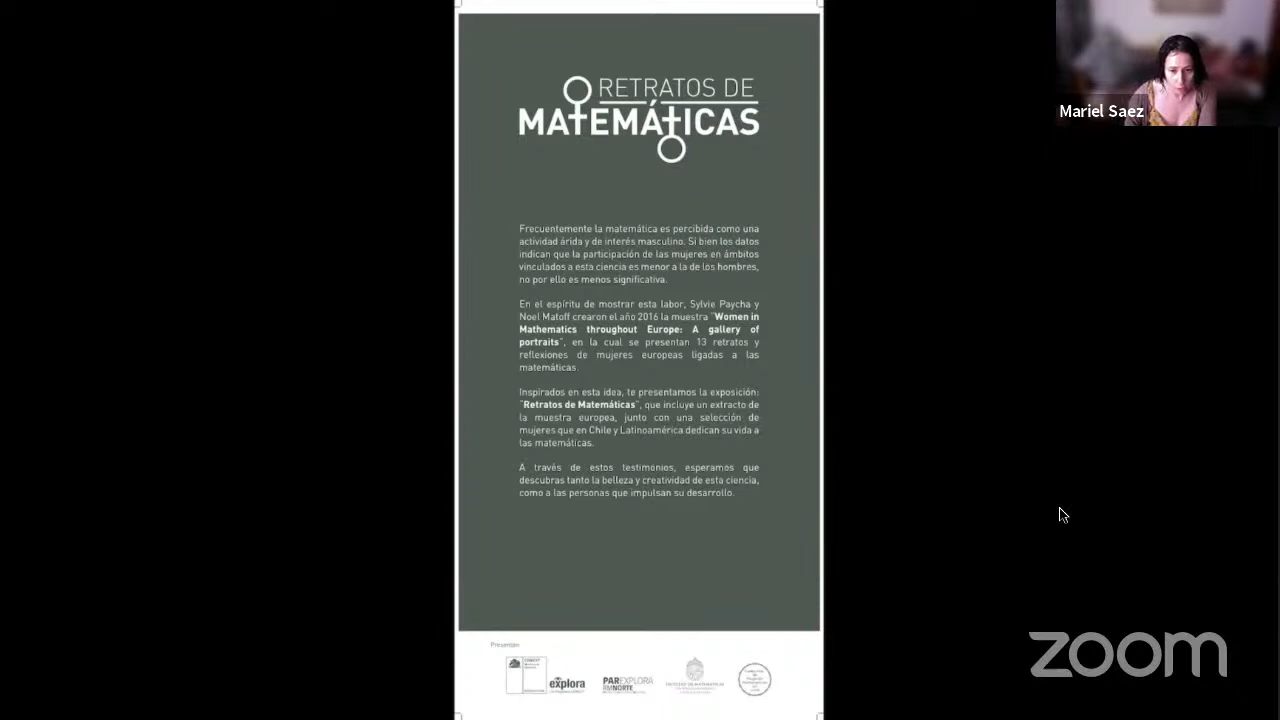 RETRATOS DE
MATEMÁTICAS
Frecuentemente la matemática es percibida como una
actividad árida y de interés masculino. Si bien los datos
indican que la participación de las mujeres en ámbitos
vinculados a esta ciencia es menor a la de los hombres,
no por ello es menos significativa.
En el espíritu de mostrar esta labor, Sylvie Paycha y
Noel Matoff crearon el año 2016 la muestra "Women in
Mathematics throughout Europe: A gallery of
portraits", en la cual se presentan 13 retratos y
reflexiones de mujeres europeas ligadas a las
matemáticas.
Inspirados en esta idea, te presentamos la exposición:
"Retratos de Matemáticas", que incluye un extracto de
la muestra europea, junto con una selección de
mujeres que en Chile y Latinoamérica dedican su vida a
las matemáticas.
A través de estos testimonios, esperamos que
descubras tanto la belleza y creatividad de esta ciencia,
como a las personas que impulsan su desarrollo.
Presentan
explora
PAREXPLORA
RMNORTE
FACULTAD DE MATEMÁTICAS
Mariel Saez
zoom